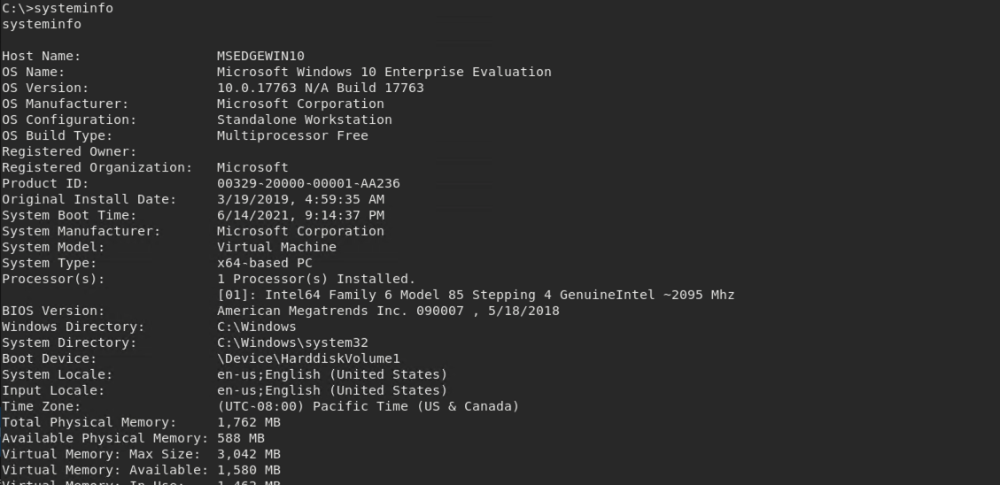 C:\>systeminfo
systeminfo
Host Name:                 MSEDGEWIN10
OS Name:                   Microsoft Windows 10 Enterprise Evaluation
OS Version:                10.0.17763 N/A Build 17763
OS Manufacturer:           Microsoft Corporation
OS Configuration:          Standalone Workstation
OS Build Type:             Multiprocessor Free
Registered Owner:
Registered Organization:   Microsoft
Product ID:                00329-20000-00001-AA236
Original Install Date:     3/19/2019, 4:59:35 AM
System Boot Time:          6/14/2021, 9:14:37 PM
System Manufacturer:       Microsoft Corporation
System Model:              Virtual Machine
System Type:               x64-based PC
Processor(s):              1 Processor(s) Installed.
                           [01]: Intel64 Family 6 Model 85 Stepping 4 GenuineIntel ~2095 Mhz
BIOS Version:              American Megatrends Inc. 090007 , 5/18/2018
Windows Directory:         C:\Windows
System Directory:          C:\Windows\system32
Boot Device:               \Device\HarddiskVolume1
System Locale:             en-us;English (United States)
Input Locale:              en-us;English (United States)
Time Zone:                 (UTC-08:00) Pacific Time (US & Canada)
Total Physical Memory:     1,762 MB
Available Physical Memory: 588 MB
Virtual Memory: Max Size:  3,042 MB
Virtual Memory: Available: 1,580 MB
Virtual Memory: In Use:    1,462 MB